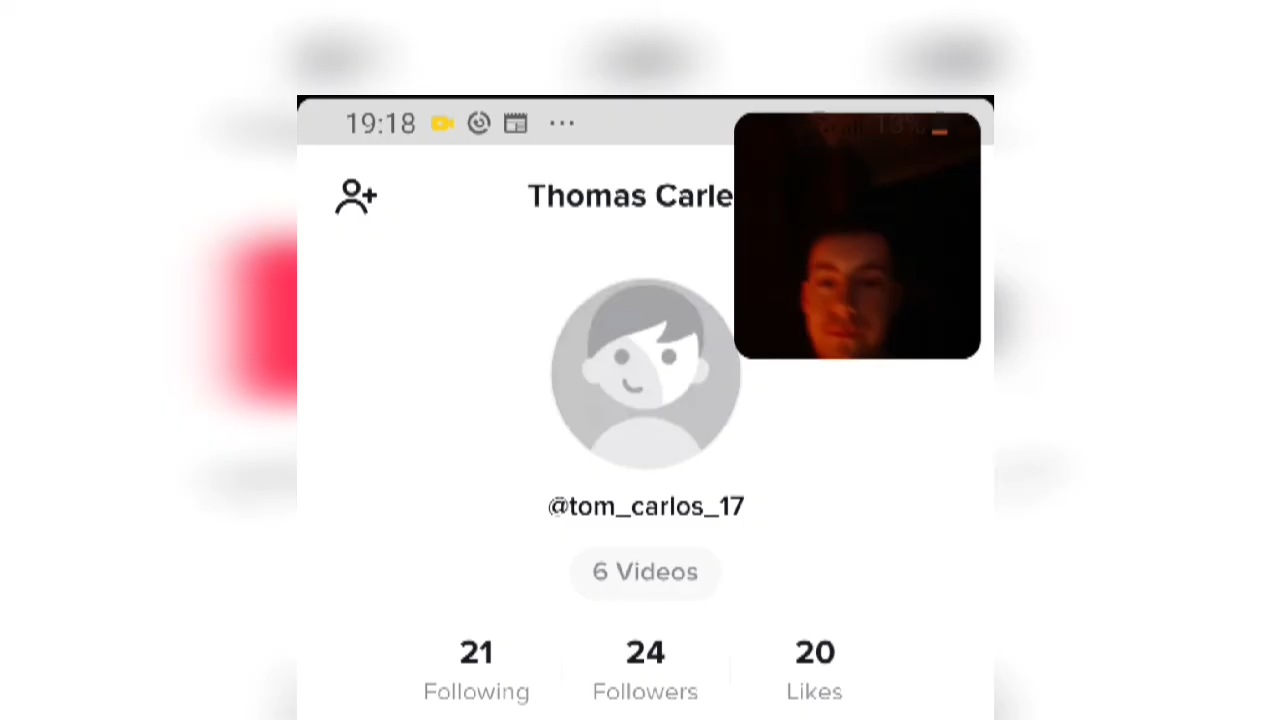 19:18
Thomas Carle
@tom_carlos_17
6 Videos
21 24 20
Following Followers Likes